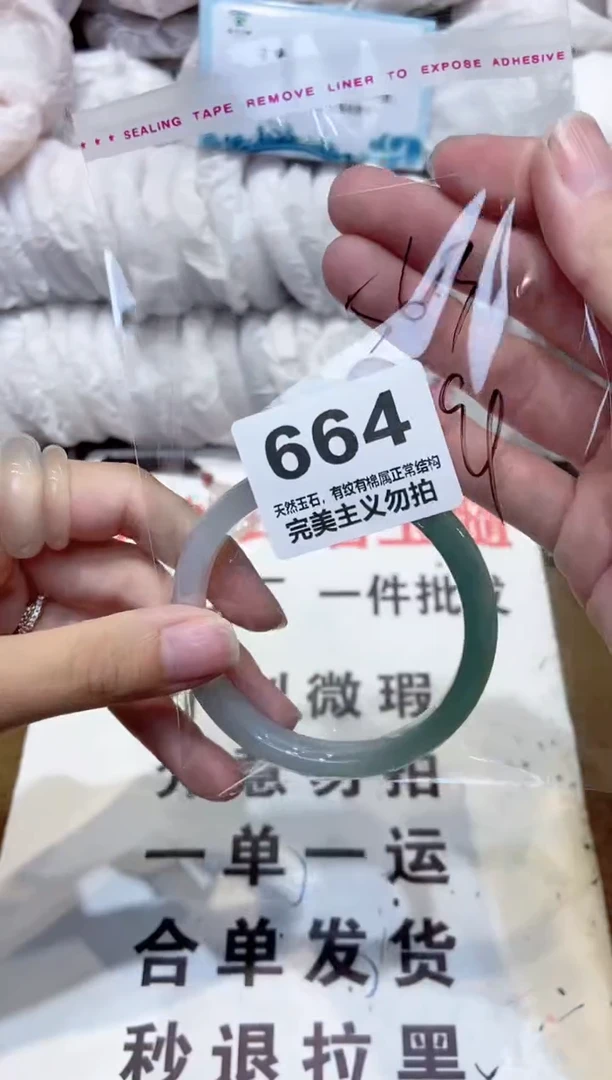 * * * SEALING TAPE REMOVE LINER TO EXPOSE ADHESIVE
664
天然玉石，有纹有棉属正常结构
完美主义勿拍
一件批发
微瑕
介意勿拍
一单一运
合单发货
秒退拉黑